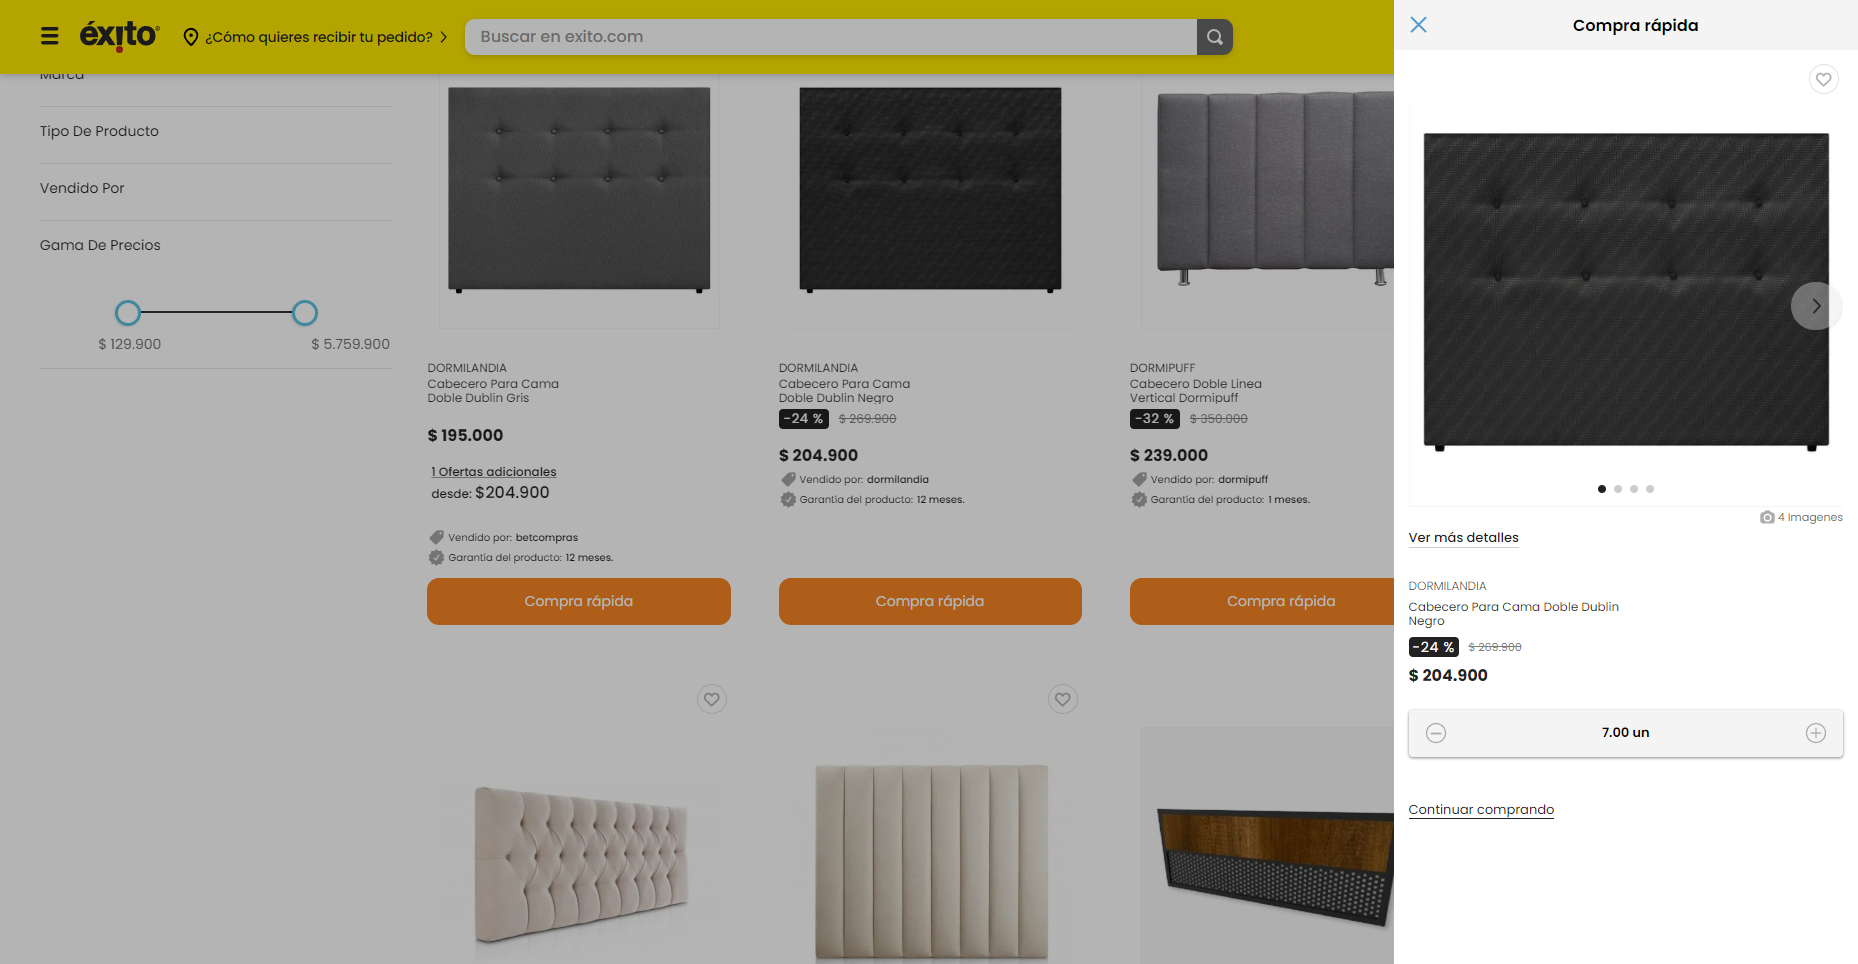 éxito
¿Cómo quieres recibir tu pedido?
Buscar en exito.com
Marca
Tipo De Producto
Vendido Por
Gama De Precios
$ 129.900
$ 5.759.900
DORMILANDIA
Cabecero Para Cama
Doble Dublin Gris
$ 195.000
1 Ofertas adicionales
desde: $204.900
Vendido por: betcompras
Garantía del producto: 12 meses.
Compra rápida
DORMILANDIA
Cabecero Para Cama
Doble Dublin Negro
-24 % $ 269.900
$ 204.900
Vendido por: dormilandia
Garantía del producto: 12 meses.
Compra rápida
DORMIPUFF
Cabecero Doble Linea
Vertical Dormipuff
-32 % $ 350.000
$ 239.000
Vendido por: dormipuff
Garantía del producto: 1 meses.
Compra rápida
Compra rápida
4 Imagenes
Ver más detalles
DORMILANDIA
Cabecero Para Cama Doble Dublin
Negro
-24 % $ 269.900
$ 204.900
7.00 un
Continuar comprando